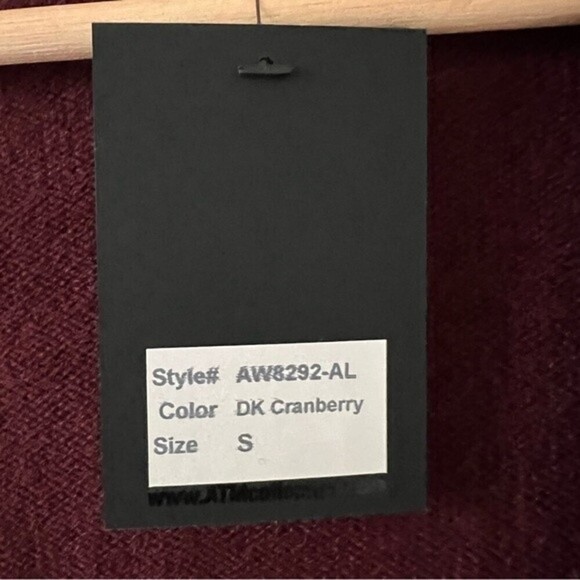 Style# AW8292-AL
Color DK Cranberry
Size S